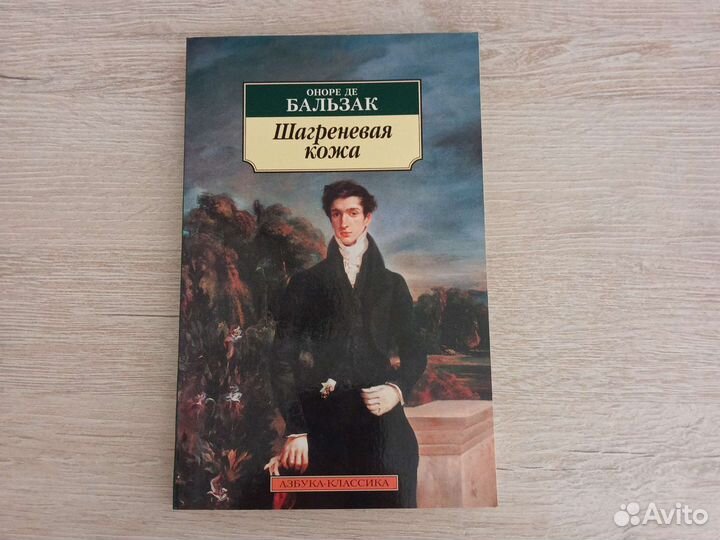 ОНОРЕ ДЕ
БАЛЬЗАК
Шагреневая
кожа
АЗБУКА-КЛАССИКА
Avito